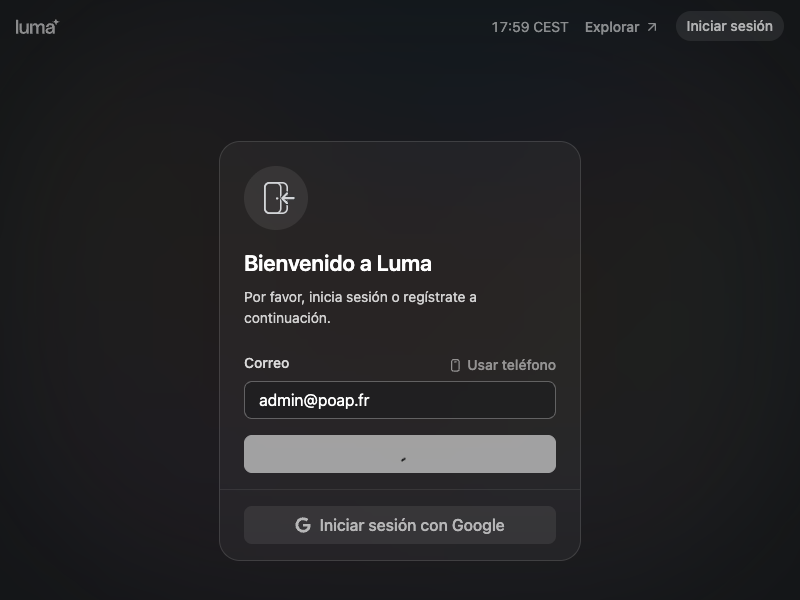 luma
17:59 CEST Explorar ↗ Iniciar sesión
Bienvenido a Luma
Por favor, inicia sesión o regístrate a
continuación.
Correo Usar teléfono
admin@poap.fr
Iniciar sesión con Google